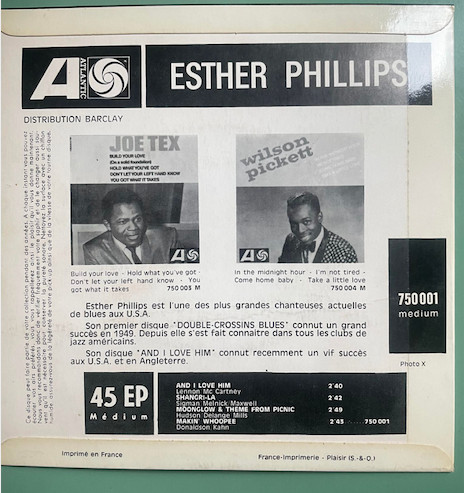 ATLANTIC
ESTHER PHILLIPS
DISTRIBUTION BARCLAY
JOE TEX
BUILD YOUR LOVE
(On a solid foundation)
HOLD WHAT YOU'VE GOT
DON'T LET YOUR LEFT HAND KNOW
YOU GOT WHAT IT TAKES
wilson
pickett
Build your love - Hold what you've got -
Don't let your left hand know - You
got what it takes 750 003 M
In the midnight hour - I'm not tired -
Come home baby - Take a little love
750 004 M
Esther Phillips est l'une des plus grandes chanteuses actuelles
de blues aux U.S.A.
Son premier disque "DOUBLE-CROSSING BLUES" connut un grand
succès en 1949. Depuis elle s'est fait connaitre dans tous les clubs de
jazz américains.
Son disque "AND I LOVE HIM" connut recemment un vif succès
aux U.S.A. et en Angleterre.
750 001
medium
Photo X
45 EP
Médium
AND I LOVE HIM 2'40
Lennon Mc Cartney
SHANGRI-LA 2'42
Sigman Melnick Maxwell
MOONGLOW & THEME FROM PICNIC 2'49
Hudson Delange Mills
MAKIN' WHOOPEE 2'45 750 001
Donaldson Kahn
Imprimé en France
France-Imprimerie - Plaisir (S.-&-O.)